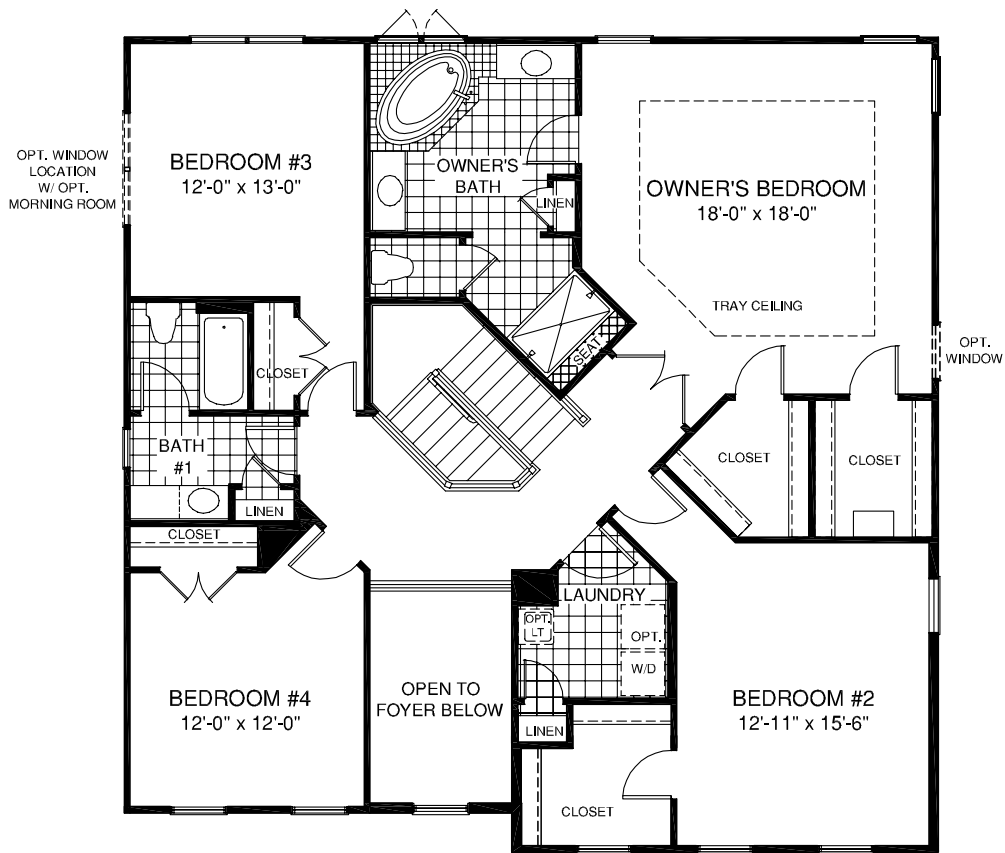 OPT. WINDOW
LOCATION
W/ OPT.
MORNING ROOM
BEDROOM #3
12'-0" x 13'-0"
OWNER'S
BATH
LINEN
OWNER'S BEDROOM
18'-0" x 18'-0"
TRAY CEILING
OPT.
WINDOW
SEAT
CLOSET
BATH
#1
LINEN
CLOSET
CLOSET
CLOSET
LAUNDRY
OPT.
LT
OPT.
W/D
BEDROOM #4
12'-0" x 12'-0"
OPEN TO
FOYER BELOW
BEDROOM #2
12'-11" x 15'-6"
LINEN
CLOSET